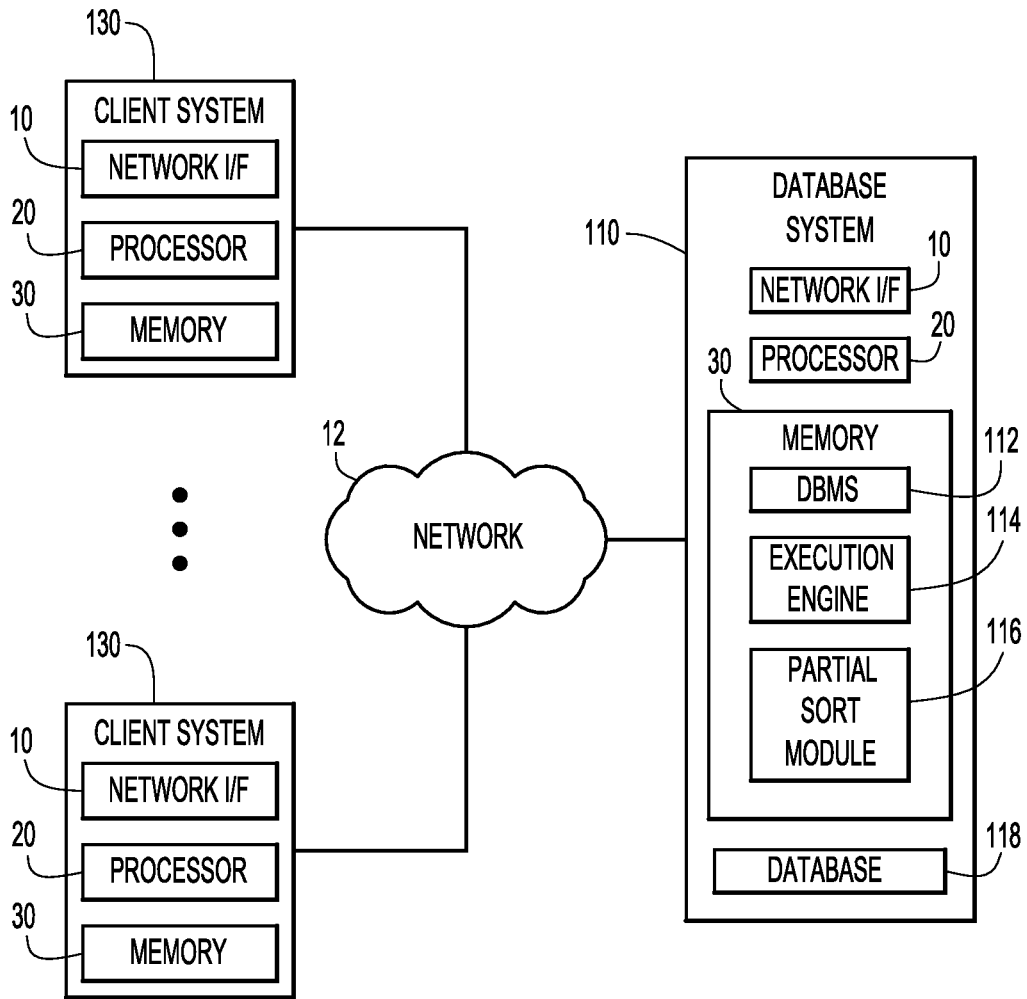 130
CLIENT SYSTEM
10
NETWORK I/F
20
PROCESSOR
30
MEMORY
12
NETWORK
130
CLIENT SYSTEM
10
NETWORK I/F
20
PROCESSOR
30
MEMORY
110
DATABASE
SYSTEM
10
NETWORK I/F
20
PROCESSOR
30
MEMORY
112
DBMS
114
EXECUTION
ENGINE
116
PARTIAL
SORT
MODULE
118
DATABASE